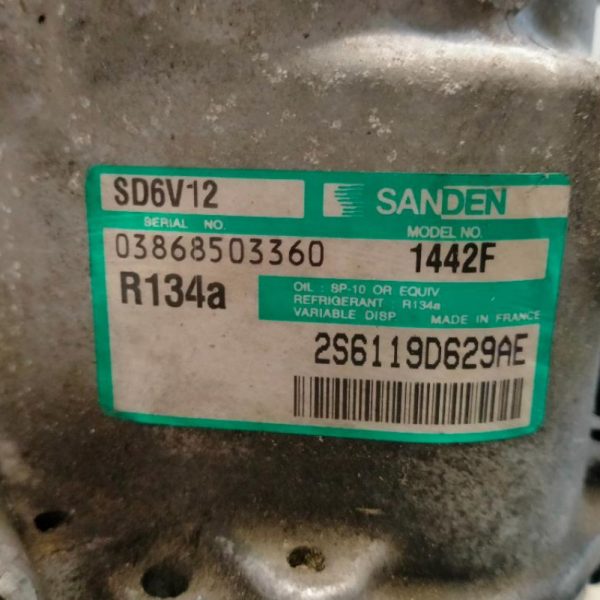 SD6V12
SANDEN
SERIAL NO.
MODEL NO.
03868503360
1442F
R134a
OIL : SP-10 OR EQUIV
REFRIGERANT : R134a
VARIABLE DISP. MADE IN FRANCE
2S6119D629AE